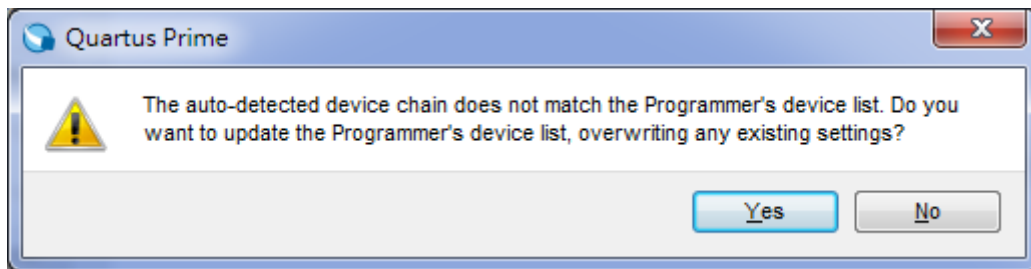 Quartus Prime
The auto-detected device chain does not match the Programmer's device list. Do you
want to update the Programmer's device list, overwriting any existing settings?
Yes
No